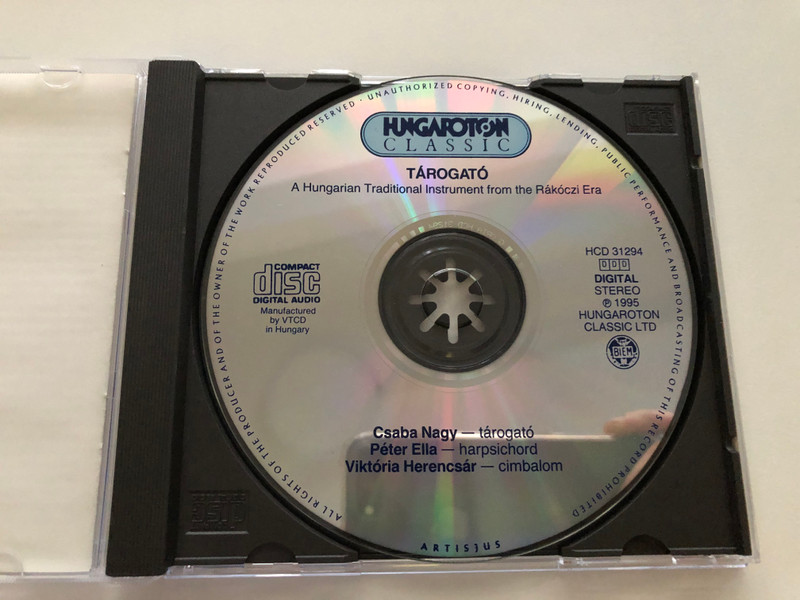 HUNGAROTON
CLASSIC
TÁROGATÓ
A Hungarian Traditional Instrument from the Rákóczi Era
COMPACT
disc
DIGITAL AUDIO
Manufactured
by VTCD
in Hungary
HCD 31294
DDD
DIGITAL
STEREO
℗ 1995
HUNGAROTON
CLASSIC LTD
BIEM
Csaba Nagy — tárogató
Péter Ella — harpsichord
Viktória Herencsár — cimbalom
ALL RIGHTS OF THE PRODUCER AND OF THE OWNER OF THE WORK REPRODUCED RESERVED · UNAUTHORIZED COPYING, HIRING, LENDING, PUBLIC PERFORMANCE AND BROADCASTING OF THIS RECORD PROHIBITED
ARTISJUS
disc
disc